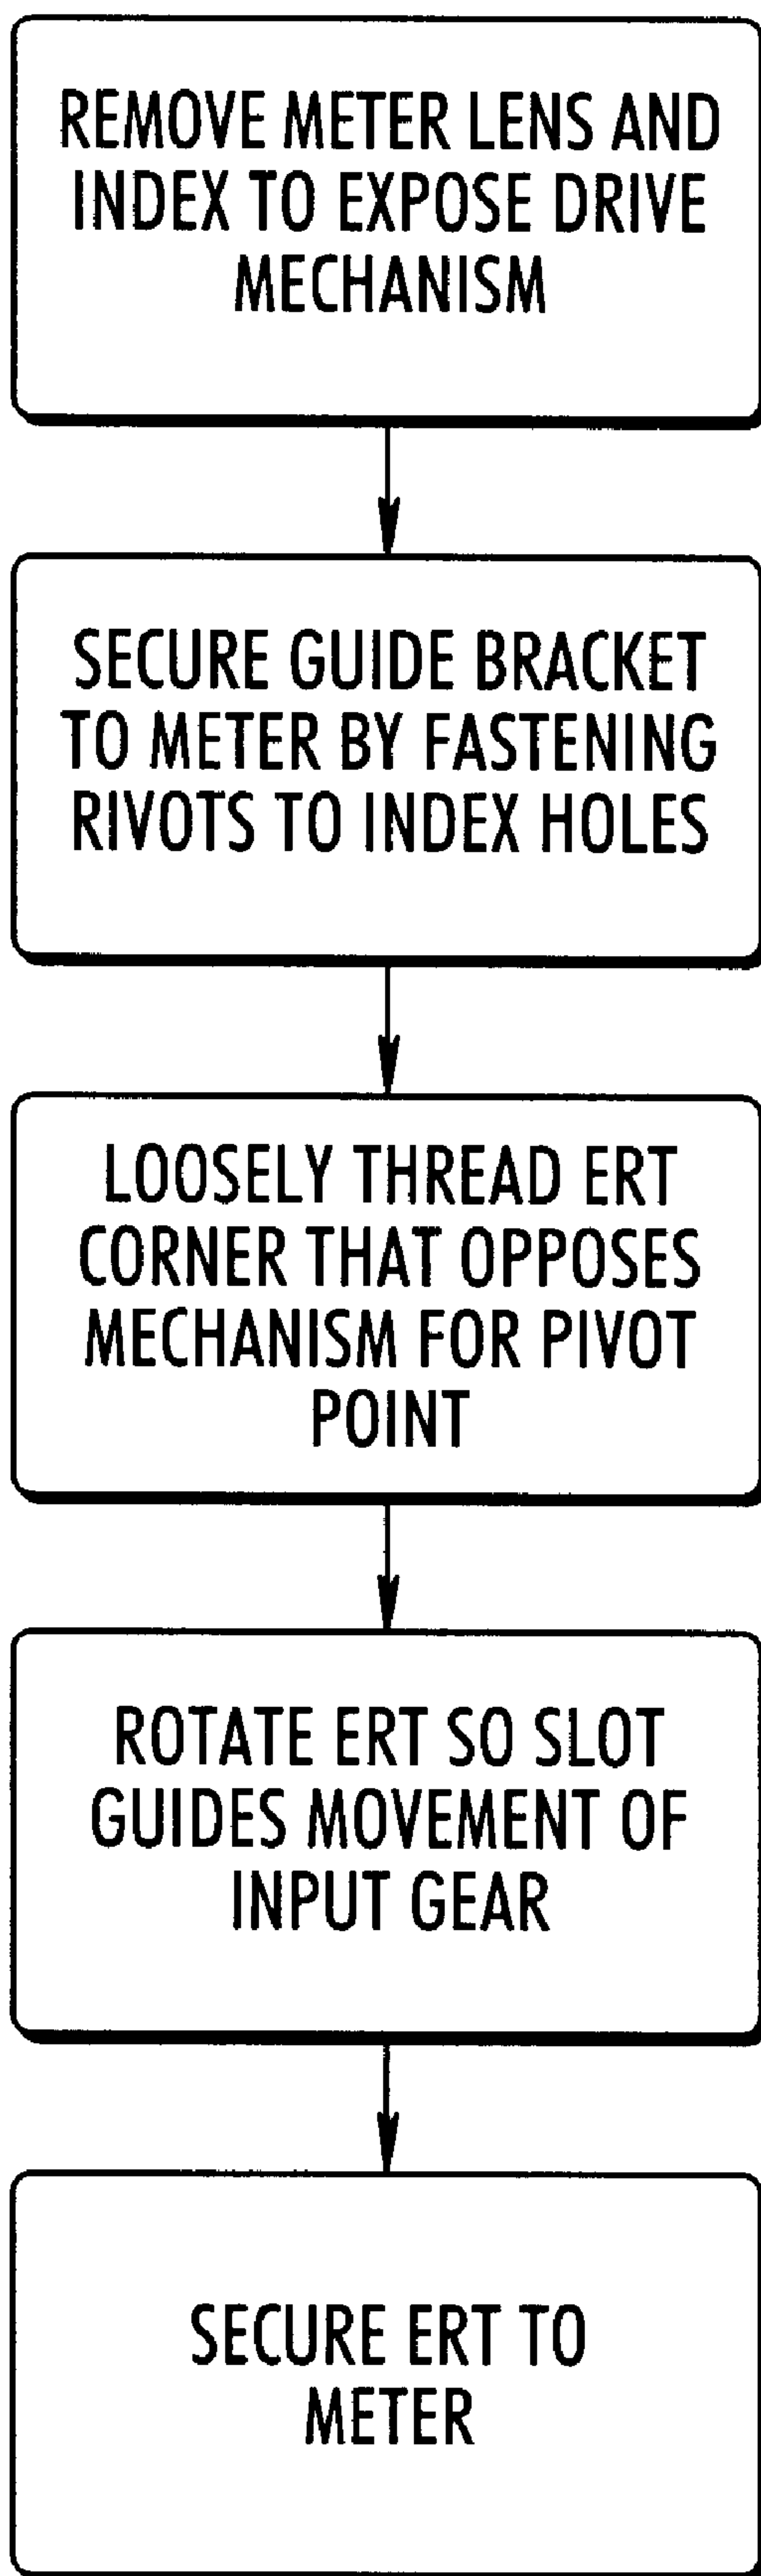 REMOVE METER LENS AND
INDEX TO EXPOSE DRIVE
MECHANISM
SECURE GUIDE BRACKET
TO METER BY FASTENING
RIVOTS TO INDEX HOLES
LOOSELY THREAD ERT
CORNER THAT OPPOSES
MECHANISM FOR PIVOT
POINT
ROTATE ERT SO SLOT
GUIDES MOVEMENT OF
INPUT GEAR
SECURE ERT TO
METER